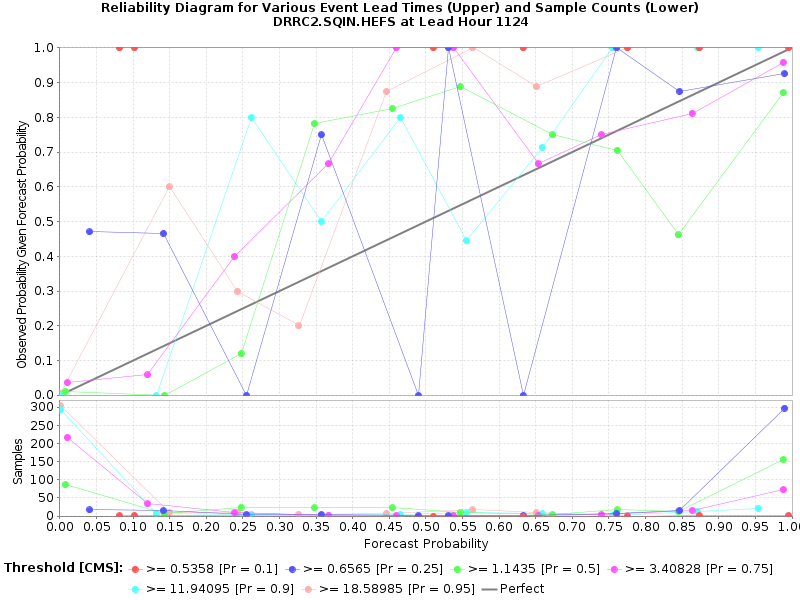 Reliability Diagram for Various Event Lead Times (Upper) and Sample Counts (Lower)
DRRC2.SQIN.HEFS at Lead Hour 1124
Observed Probability Given Forecast Probability
1.0
0.9
0.8
0.7
0.6
0.5
0.4
0.3
0.2
0.1
0.0
Samples
300
250
200
150
100
50
0
0.00 0.05 0.10 0.15 0.20 0.25 0.30 0.35 0.40 0.45 0.50 0.55 0.60 0.65 0.70 0.75 0.80 0.85 0.90 0.95 1.00
Forecast Probability
Threshold [CMS]: >= 0.5358 [Pr = 0.1] >= 0.6565 [Pr = 0.25] >= 1.1435 [Pr = 0.5] >= 3.40828 [Pr = 0.75]
>= 11.94095 [Pr = 0.9] >= 18.58985 [Pr = 0.95] Perfect